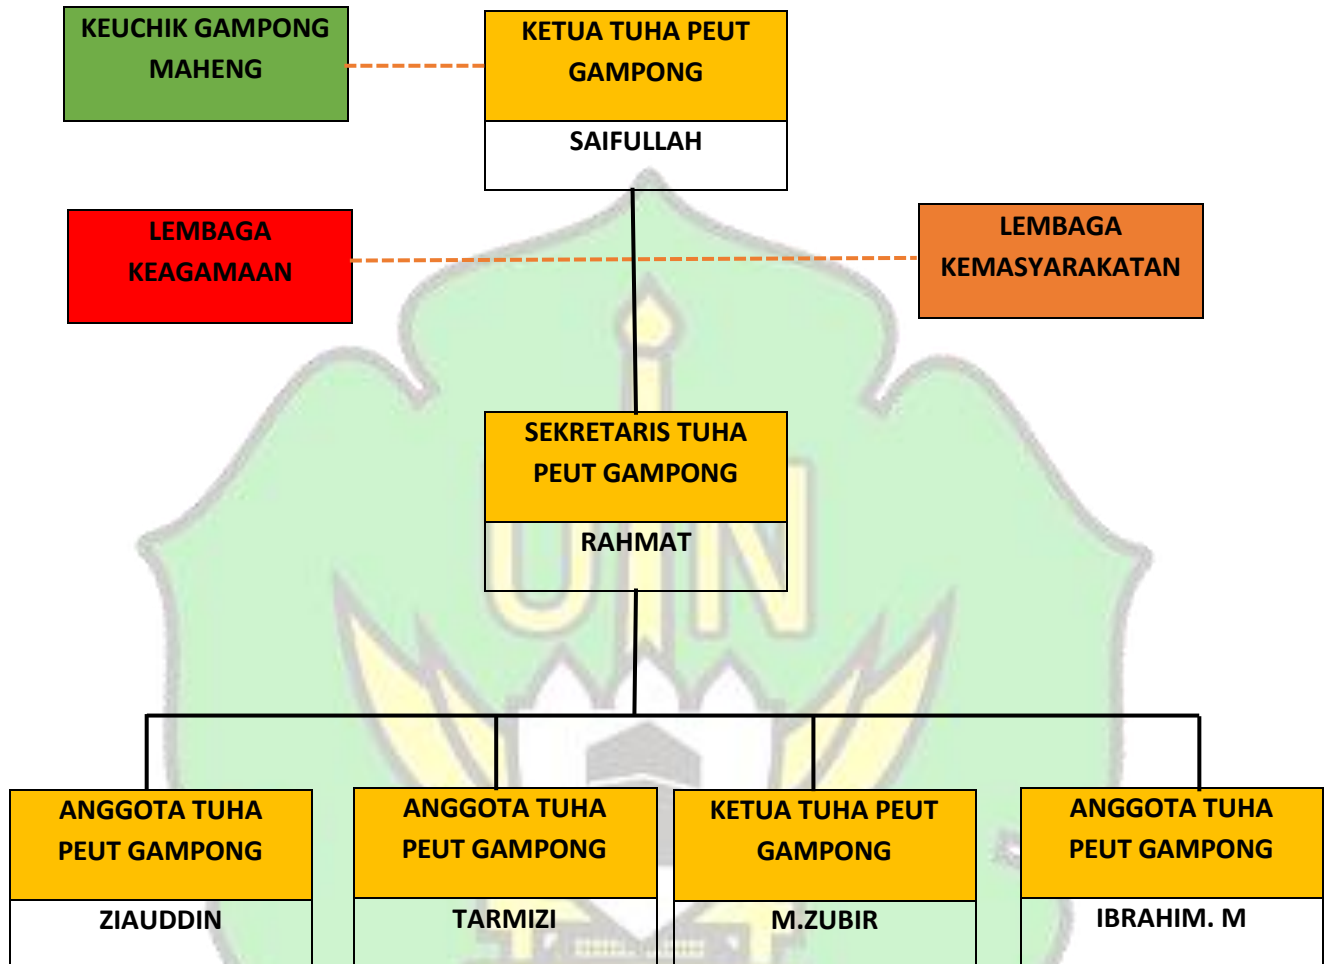 KEUCHIK GAMPONG
MAHENG
KETUA TUHA PEUT
GAMPONG
SAIFULLAH
LEMBAGA
KEAGAMAAN
LEMBAGA
KEMASYARAKATAN
SEKRETARIS TUHA
PEUT GAMPONG
RAHMAT
UIN
ANGGOTA TUHA
PEUT GAMPONG
ZIAUDDIN
ANGGOTA TUHA
PEUT GAMPONG
TARMIZI
KETUA TUHA PEUT
GAMPONG
M.ZUBIR
ANGGOTA TUHA
PEUT GAMPONG
IBRAHIM. M